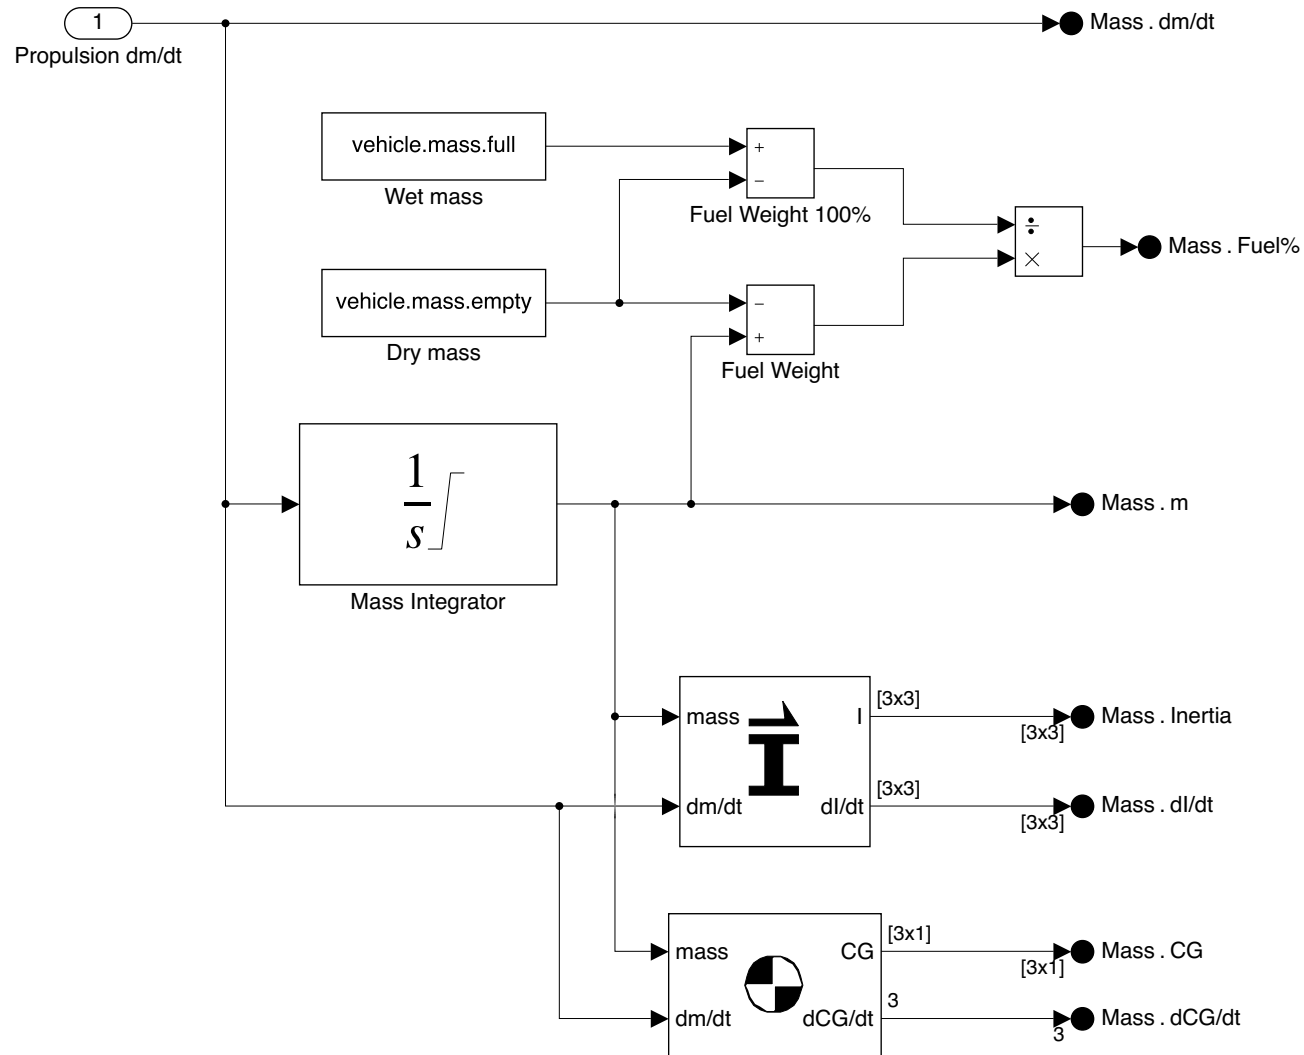 1
Propulsion dm/dt
Mass . dm/dt
vehicle.mass.full
Wet mass
+
−
Fuel Weight 100%
÷
×
Mass . Fuel%
vehicle.mass.empty
Dry mass
−
+
Fuel Weight
1
s
Mass Integrator
Mass . m
mass
I
[3x3]
[3x3]
Mass . Inertia
dm/dt
dI/dt
[3x3]
[3x3]
Mass . dI/dt
mass
CG
[3x1]
[3x1]
Mass . CG
dm/dt
dCG/dt
3
3
Mass . dCG/dt